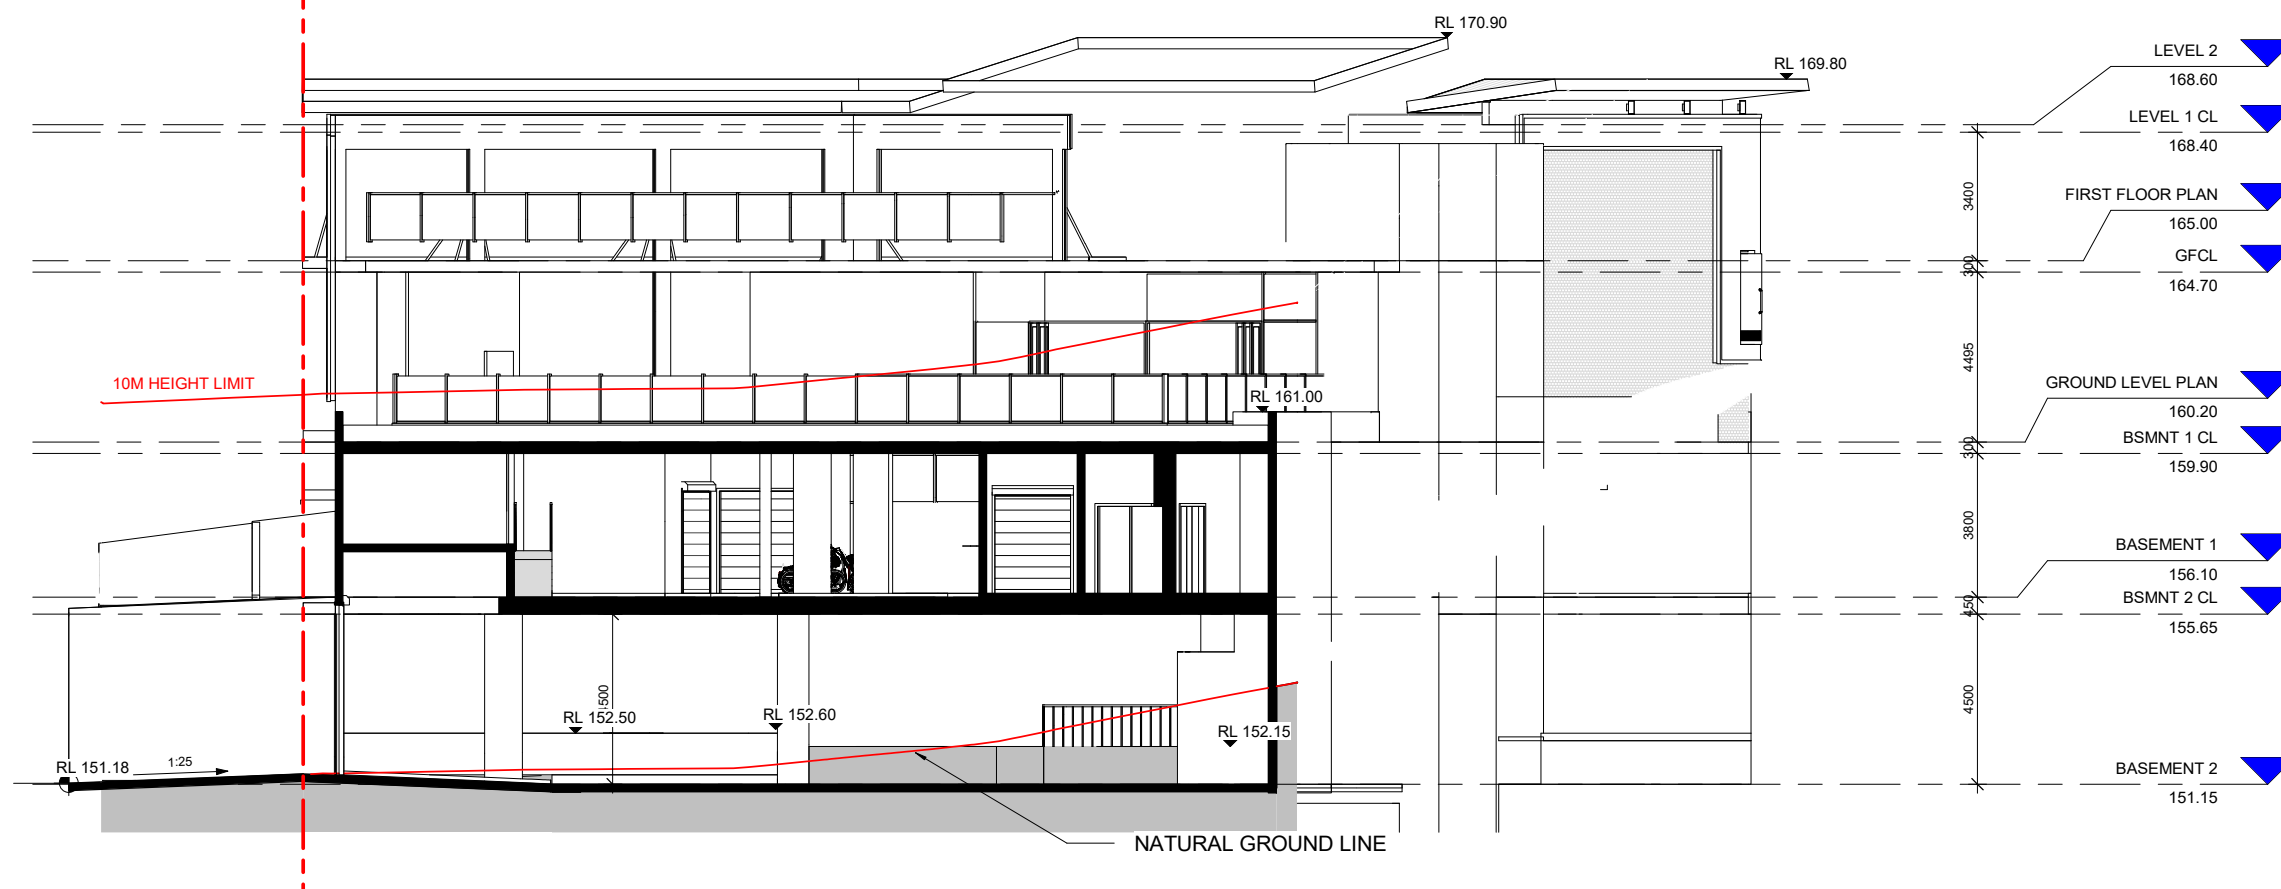 RL 170.90
RL 169.80
LEVEL 2
168.60
LEVEL 1 CL
168.40
3400
FIRST FLOOR PLAN
165.00
GFCL
300
164.70
4495
10M HEIGHT LIMIT
RL 161.00
GROUND LEVEL PLAN
160.20
BSMNT 1 CL
300
159.90
3800
BASEMENT 1
156.10
BSMNT 2 CL
450
155.65
4500
RL 152.50
RL 152.60
RL 152.15
4500
RL 151.18
1:25
BASEMENT 2
151.15
NATURAL GROUND LINE